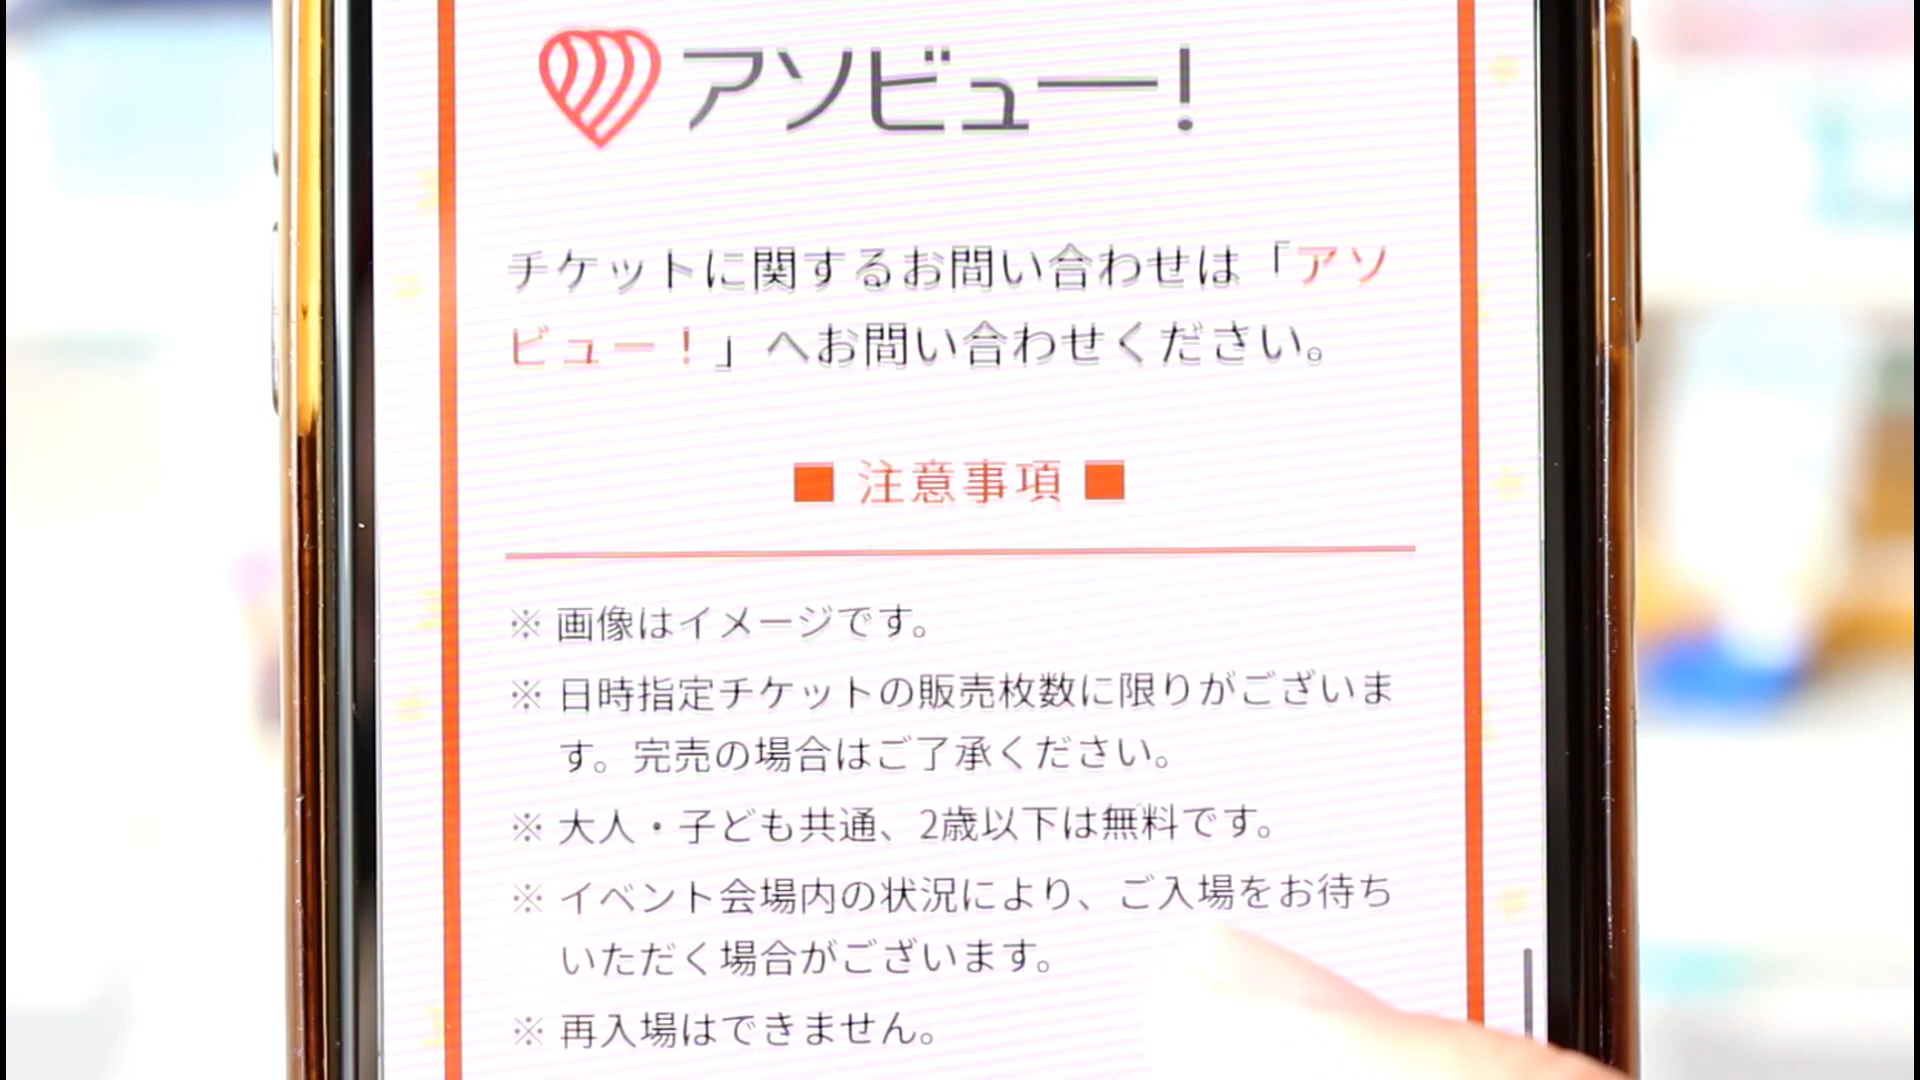 アソビュー!
チケットに関するお問い合わせは「アソ
ビュー!」へお問い合わせください。
■ 注意事項 ■
※ 画像はイメージです。
※ 日時指定チケットの販売枚数に限りがございま
す。完売の場合はご了承ください。
※ 大人・子ども共通、2歳以下は無料です。
※ イベント会場内の状況により、ご入場をお待ち
いただく場合がございます。
※ 再入場はできません。